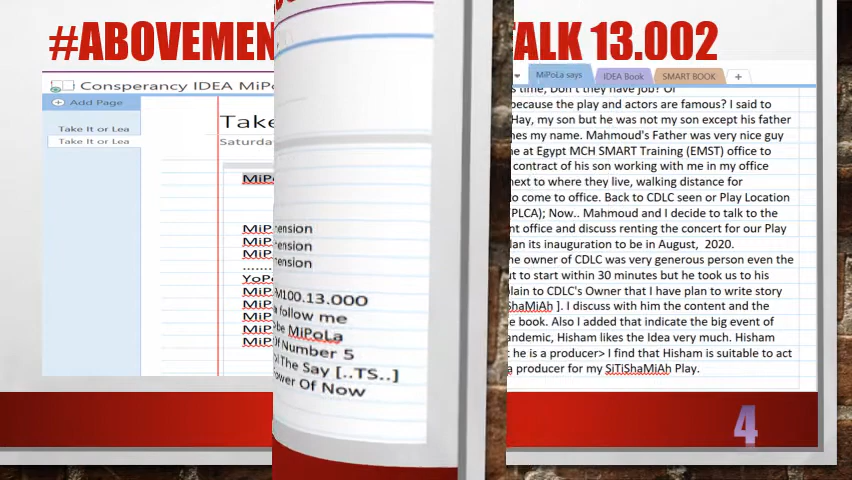 #ABOVEMEN
TALK 13.002
Consperancy IDEA MiPo
Add Page
Take It or Lea
Take It or Lea
Take
Saturda
MiPo
MiP
MiP
MiP
........
YoP
MiP
MiP
MiP
MiP
MiP
ension
ension
ension
M100.13.000
follow me
be MiPoLa
Of Number 5
The Say [..TS..]
ower Of Now
MiPoLa says
IDEA Book
SMART BOOK
+
s time, Don't they have job? Or
because the play and actors are famous? I said to
Hay, my son but he was not my son except his father
hes my name. Mahmoud's Father was very nice guy
ne at Egypt MCH SMART Training (EMST) office to
contract of his son working with me in my office
next to where they live, walking distance for
o come to office. Back to CDLC seen or Play Location
PLCA); Now.. Mahmoud and I decide to talk to the
nt office and discuss renting the concert for our Play
lan its inauguration to be in August, 2020.
he owner of CDLC was very generous person even the
ut to start within 30 minutes but he took us to his
plain to CDLC's Owner that I have plan to write story
ShaMiAh ]. I discuss with him the content and the
e book. Also I added that indicate the big event of
andemic, Hisham likes the Idea very much. Hisham
t he is a producer> I find that Hisham is suitable to act
a producer for my SiTiShaMiAh Play.
4